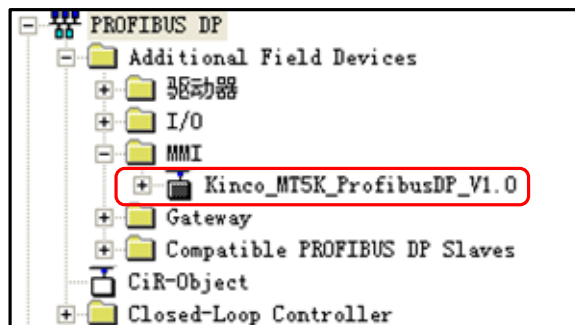 PROFIBUS DP
Additional Field Devices
驱动器
I/O
MMI
Kinco_MT5K_ProfibusDP_V1.0
Gateway
Compatible PROFIBUS DP Slaves
CiR-Object
Closed-Loop Controller